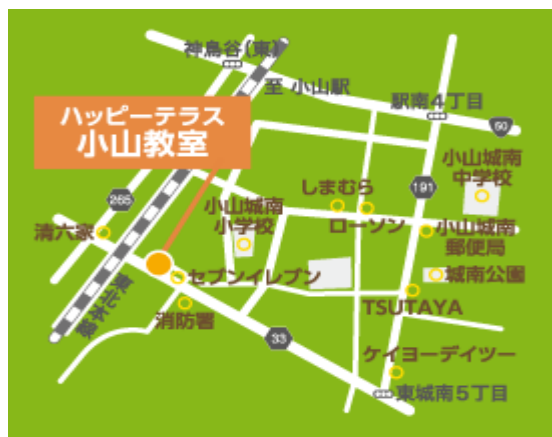 神鳥谷(東)
至 小山駅
駅南4丁目
50
ハッピーテラス
小山教室
小山城南
中学校
しまむら
191
265
小山城南
小学校
ローソン
清六家
小山城南
郵便局
セブンイレブン
城南公園
東北本線
TSUTAYA
消防署
33
ケイヨーデイツー
東城南5丁目